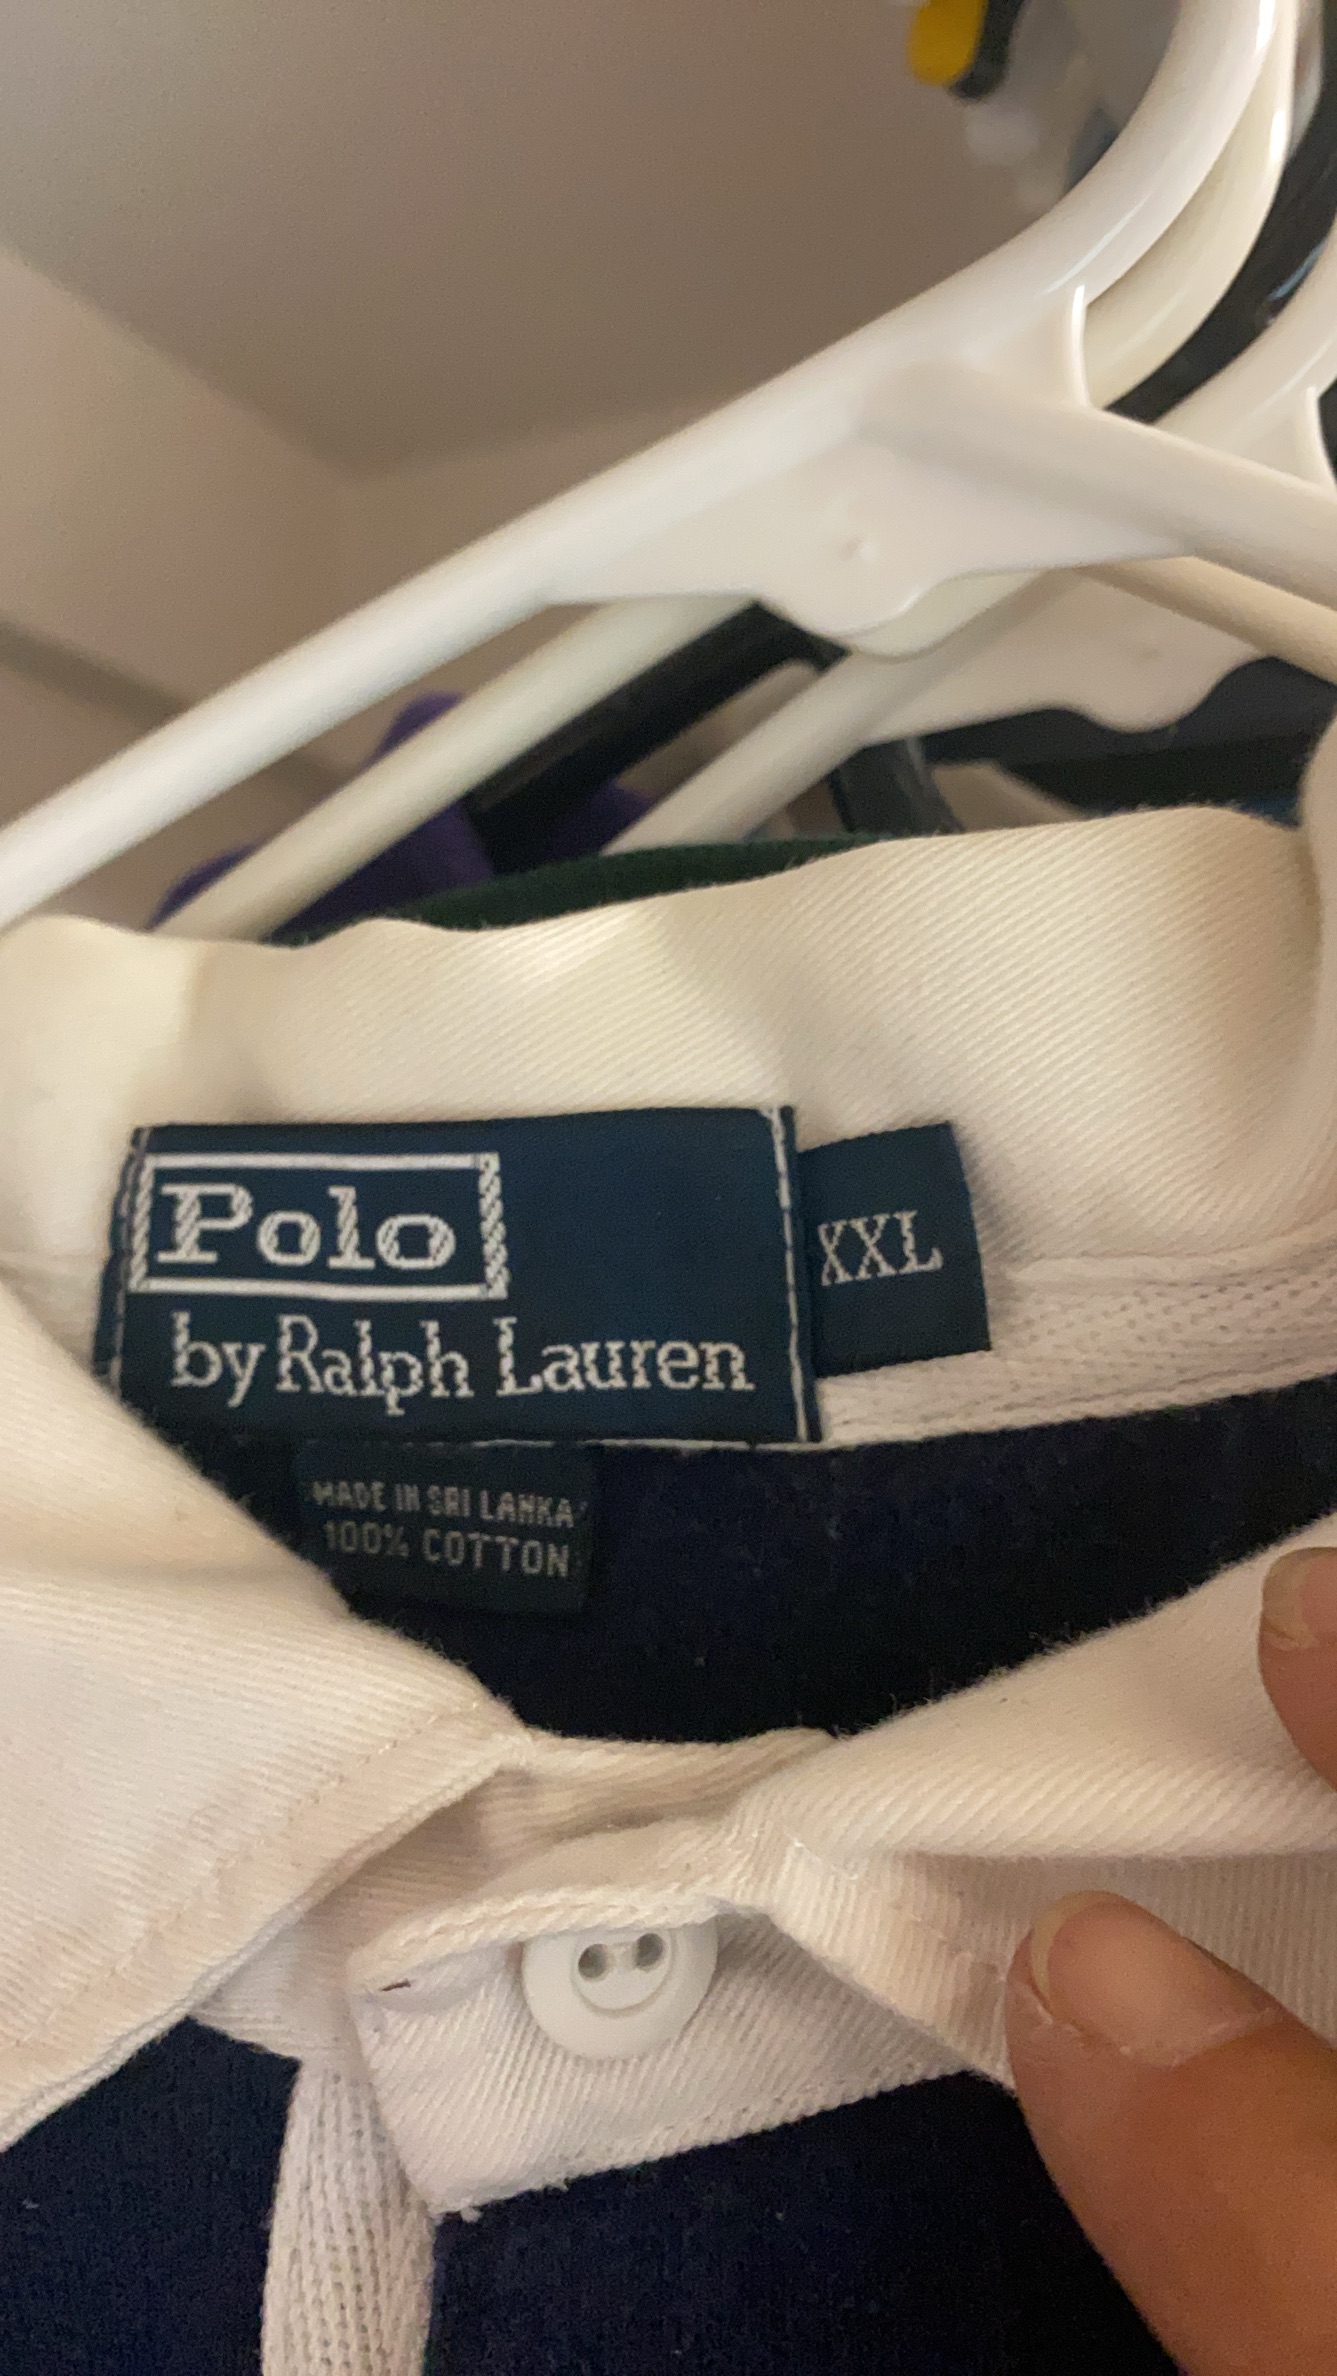 Polo
by Ralph Lauren
XXL
MADE IN SRI LANKA
100% COTTON